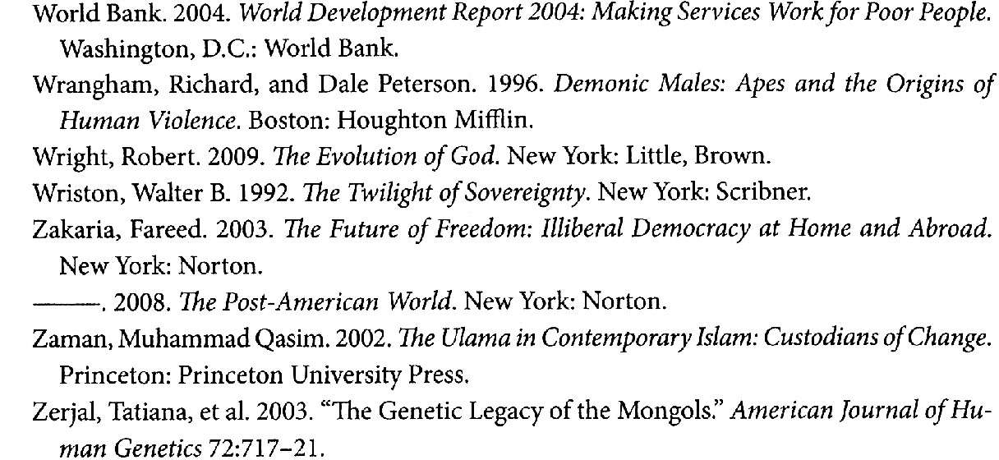 World Bank. 2004. World Development Report 2004: Making Services Work for Poor People.
Washington, D.C.: World Bank.
Wrangham, Richard, and Dale Peterson. 1996. Demonic Males: Apes and the Origins of
Human Violence. Boston: Houghton Mifflin.
Wright, Robert. 2009. The Evolution of God. New York: Little, Brown.
Wriston, Walter B. 1992. The Twilight of Sovereignty. New York: Scribner.
Zakaria, Fareed. 2003. The Future of Freedom: Illiberal Democracy at Home and Abroad.
New York: Norton.
———. 2008. The Post-American World. New York: Norton.
Zaman, Muhammad Qasim. 2002. The Ulama in Contemporary Islam: Custodians of Change.
Princeton: Princeton University Press.
Zerjal, Tatiana, et al. 2003. “The Genetic Legacy of the Mongols.” American Journal of Hu-
man Genetics 72:717–21.